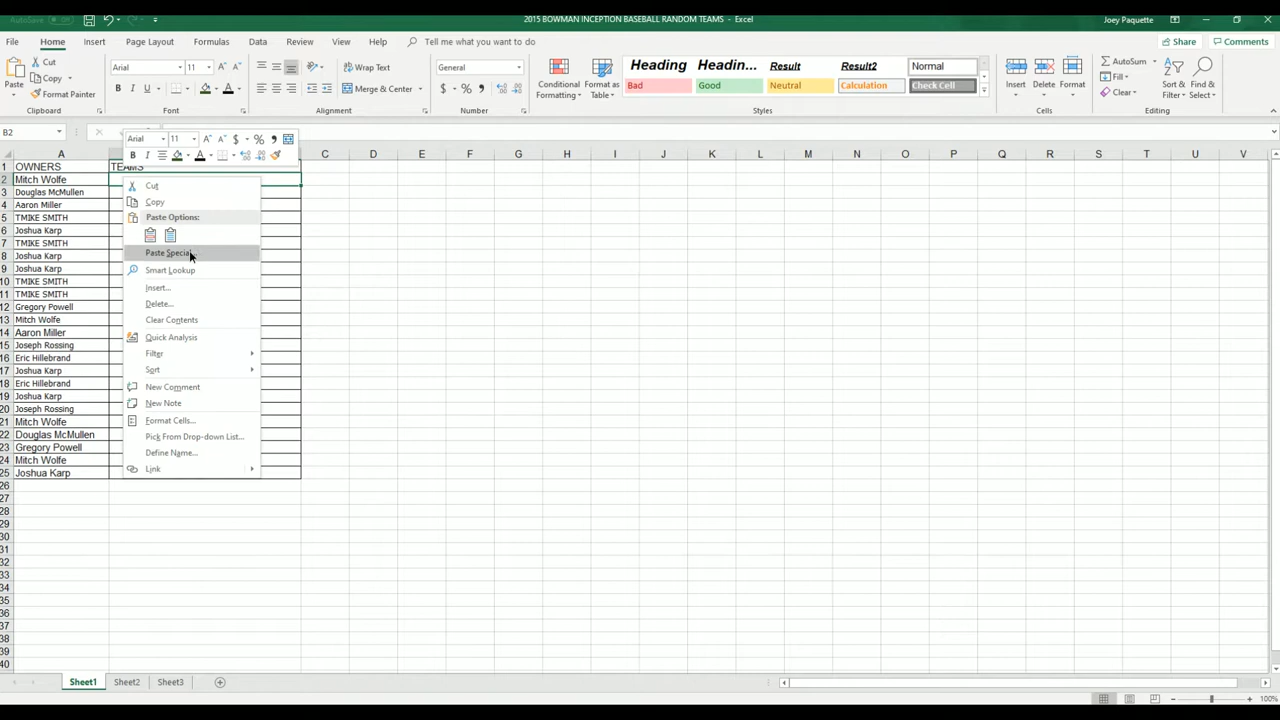 AutoSave
2015 BOWMAN INCEPTION BASEBALL RANDOM TEAMS - Excel
Joey Paquette
File Home Insert Page Layout Formulas Data Review View Help Tell me what you want to do
Share Comments
Paste
Cut
Copy
Format Painter
Clipboard
Arial 11
Font
Wrap Text
Merge & Center
Alignment
General
Number
Conditional Formatting
Format as Table
Heading Headin... Result Result2 Normal
Bad Good Neutral Calculation Check Cell
Styles
Insert Delete Format
Cells
AutoSum
Fill
Clear
Sort & Filter
Find & Select
Editing
B2
Arial 11
A C D E F G H I J K L M N O P Q R S T U V
1 OWNERS TEAMS
2 Mitch Wolfe
3 Douglas McMullen
4 Aaron Miller
5 TMIKE SMITH
6 Joshua Karp
7 TMIKE SMITH
8 Joshua Karp
9 Joshua Karp
10 TMIKE SMITH
11 TMIKE SMITH
12 Gregory Powell
13 Mitch Wolfe
14 Aaron Miller
15 Joseph Rossing
16 Eric Hillebrand
17 Joshua Karp
18 Eric Hillebrand
19 Joshua Karp
20 Joseph Rossing
21 Mitch Wolfe
22 Douglas McMullen
23 Gregory Powell
24 Mitch Wolfe
25 Joshua Karp
26
27
28
29
30
31
32
33
34
35
36
37
38
39
40
Cut
Copy
Paste Options:
Paste Special...
Smart Lookup
Insert...
Delete...
Clear Contents
Quick Analysis
Filter
Sort
New Comment
New Note
Format Cells...
Pick From Drop-down List...
Define Name...
Link
Sheet1 Sheet2 Sheet3
100%